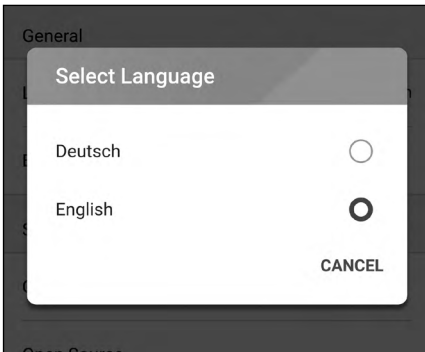 General
Select Language
Deutsch
English
CANCEL
Open Source